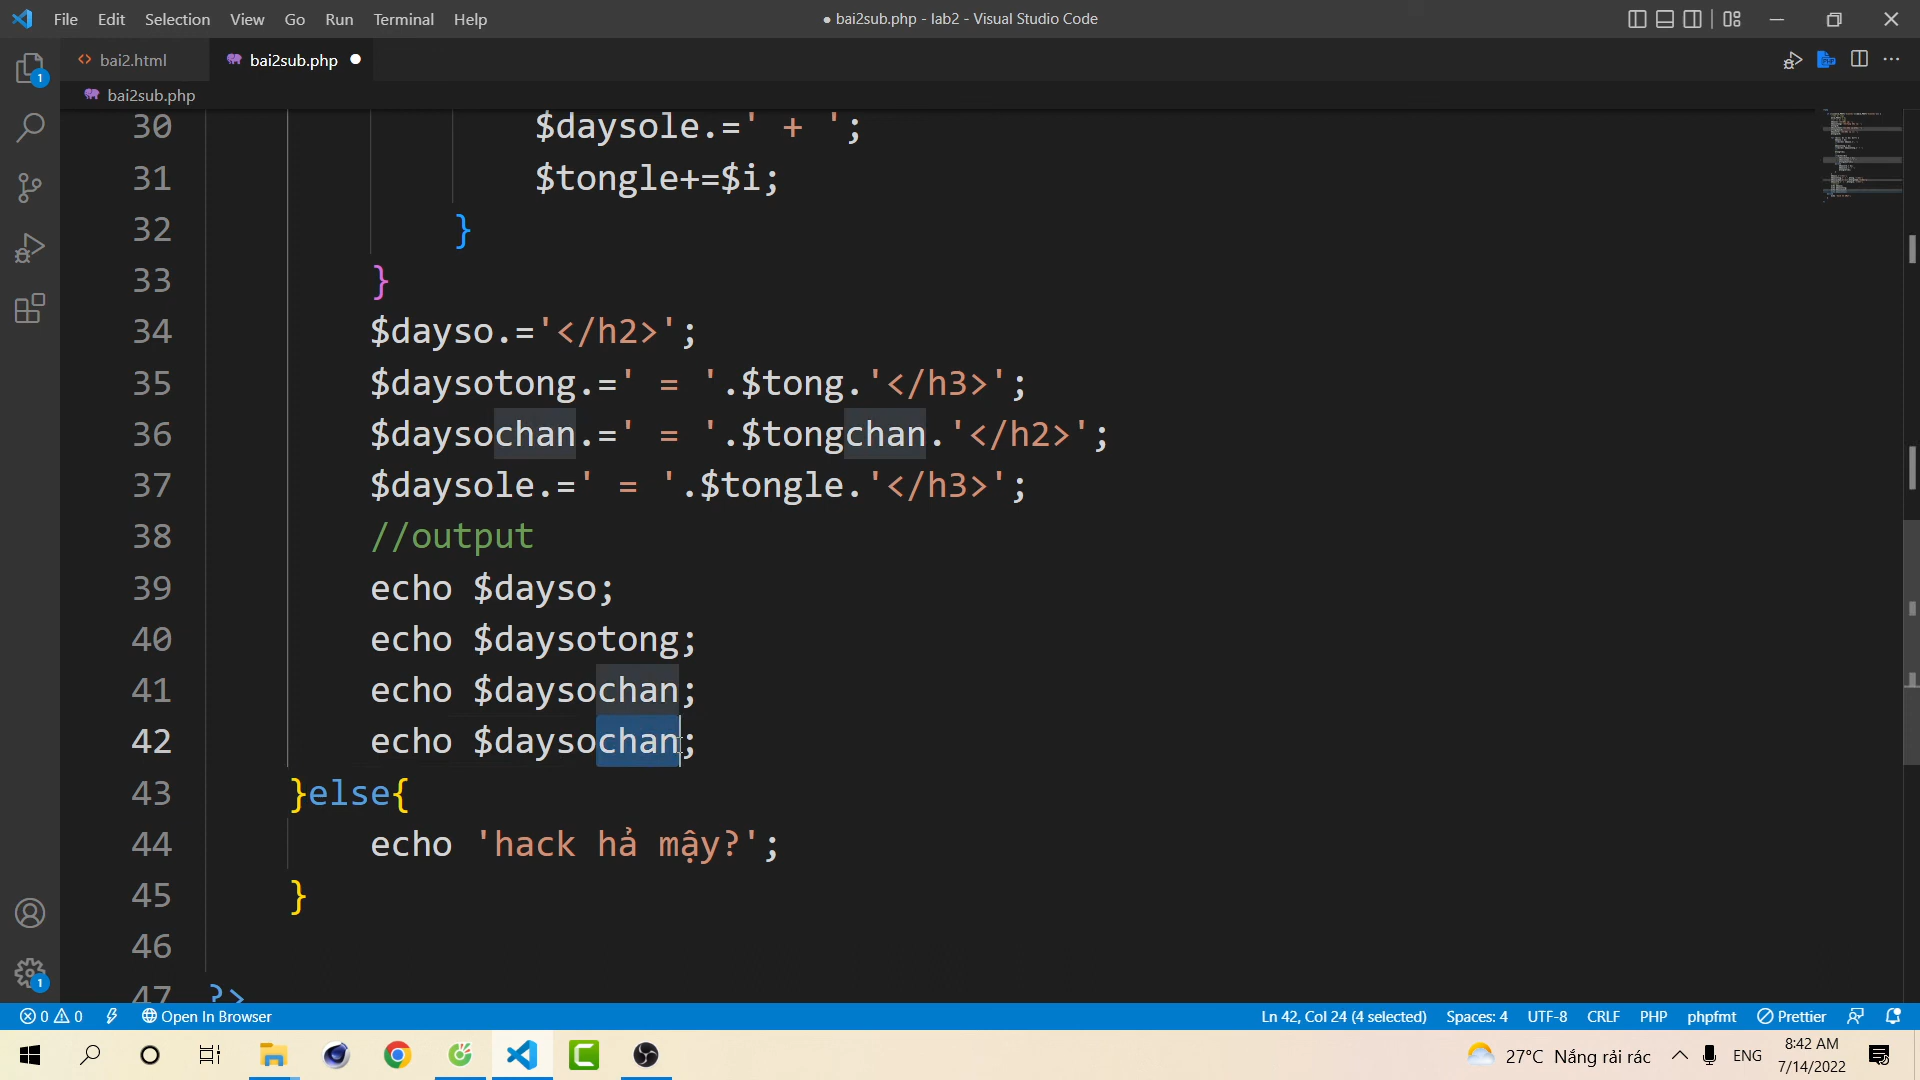 File Edit Selection View Go Run Terminal Help
● bai2sub.php - lab2 - Visual Studio Code
bai2.html
bai2sub.php
bai2sub.php
30 $daysole.=' + ';
31 $tongle+=$i;
32 }
33 }
34 $dayso.='</h2>';
35 $daysotong.=' = '.$tong.'</h3>';
36 $daysochan.=' = '.$tongchan.'</h2>';
37 $daysole.=' = '.$tongle.'</h3>';
38 //output
39 echo $dayso;
40 echo $daysotong;
41 echo $daysochan;
42 echo $daysochan;
43 }else{
44 echo 'hack hả mậy?';
45 }
46
47 ?>
1
1
0 0 Open In Browser
Ln 42, Col 24 (4 selected) Spaces: 4 UTF-8 CRLF PHP phpfmt Prettier
27°C Nắng rải rác ENG
8:42 AM
7/14/2022